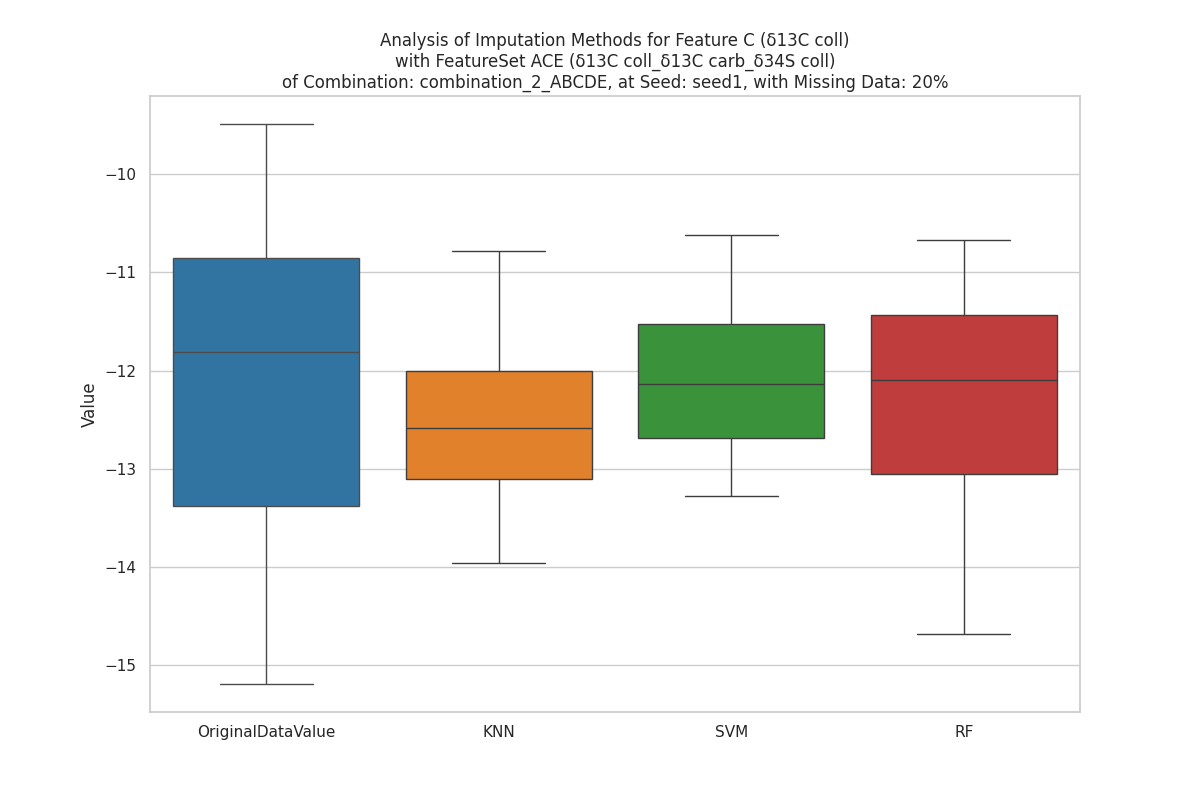 Analysis of Imputation Methods for Feature C (δ13C coll)
with FeatureSet ACE (δ13C coll_δ13C carb_δ34S coll)
of Combination: combination_2_ABCDE, at Seed: seed1, with Missing Data: 20%
Value
−10
−11
−12
−13
−14
−15
OriginalDataValue
KNN
SVM
RF